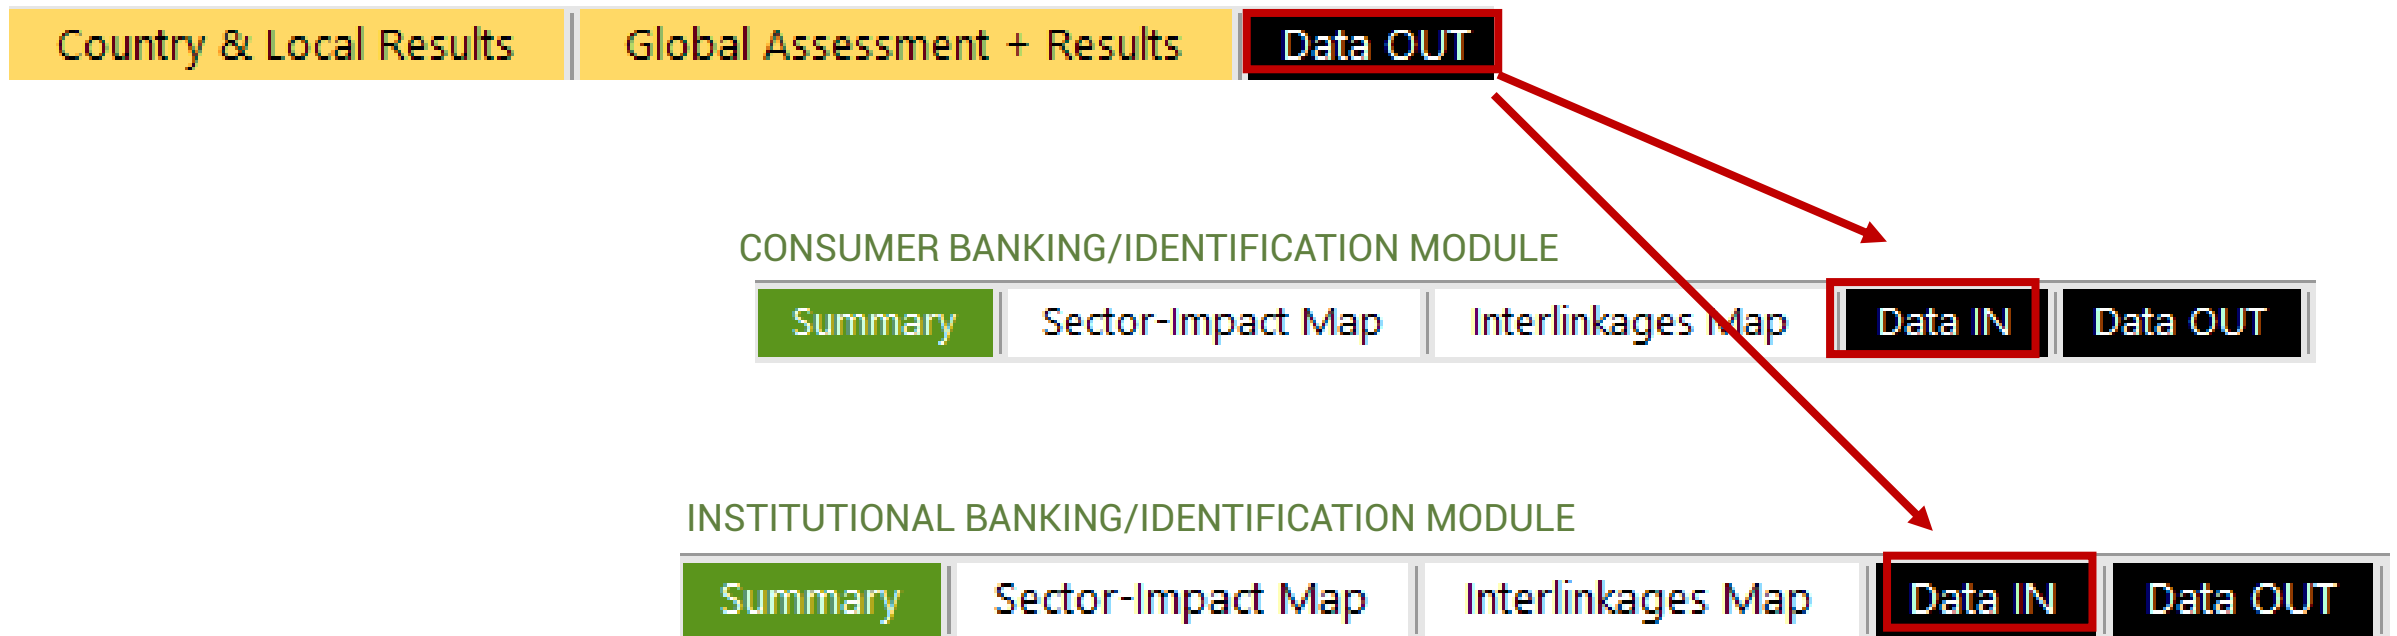 Country & Local Results Global Assessment + Results Data OUT
CONSUMER BANKING/IDENTIFICATION MODULE
Summary Sector-Impact Map Interlinkages Map Data IN Data OUT
INSTITUTIONAL BANKING/IDENTIFICATION MODULE
Summary Sector-Impact Map Interlinkages Map Data IN Data OUT